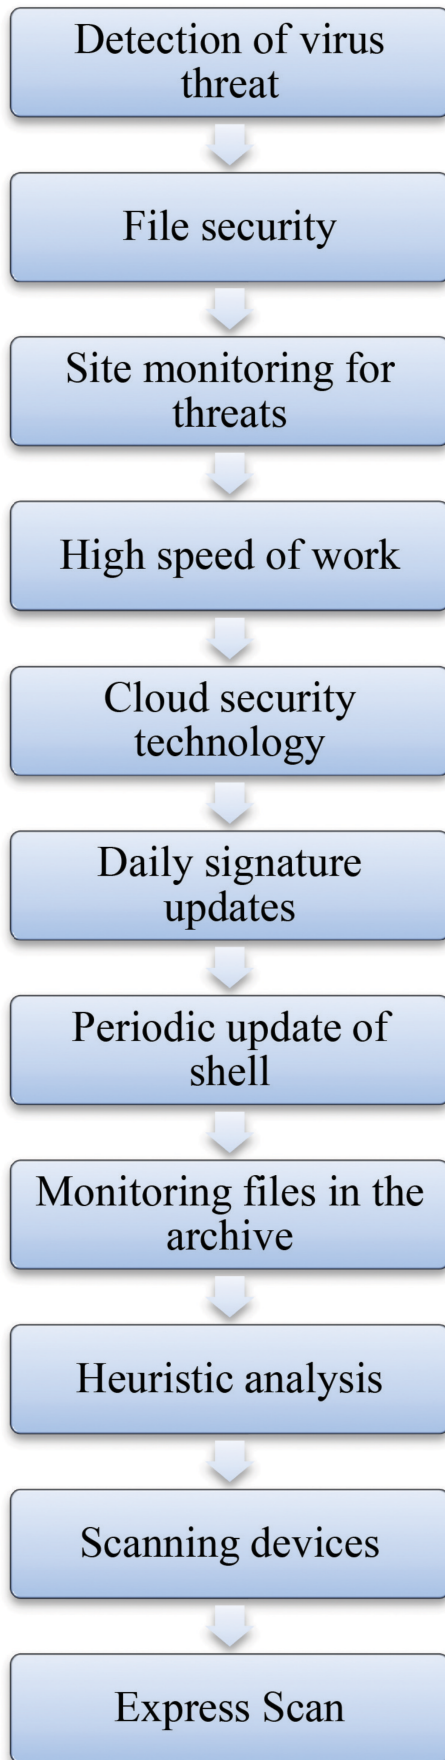 Detection of virus
threat
File security
Site monitoring for
threats
High speed of work
Cloud security
technology
Daily signature
updates
Periodic update of
shell
Monitoring files in the
archive
Heuristic analysis
Scanning devices
Express Scan